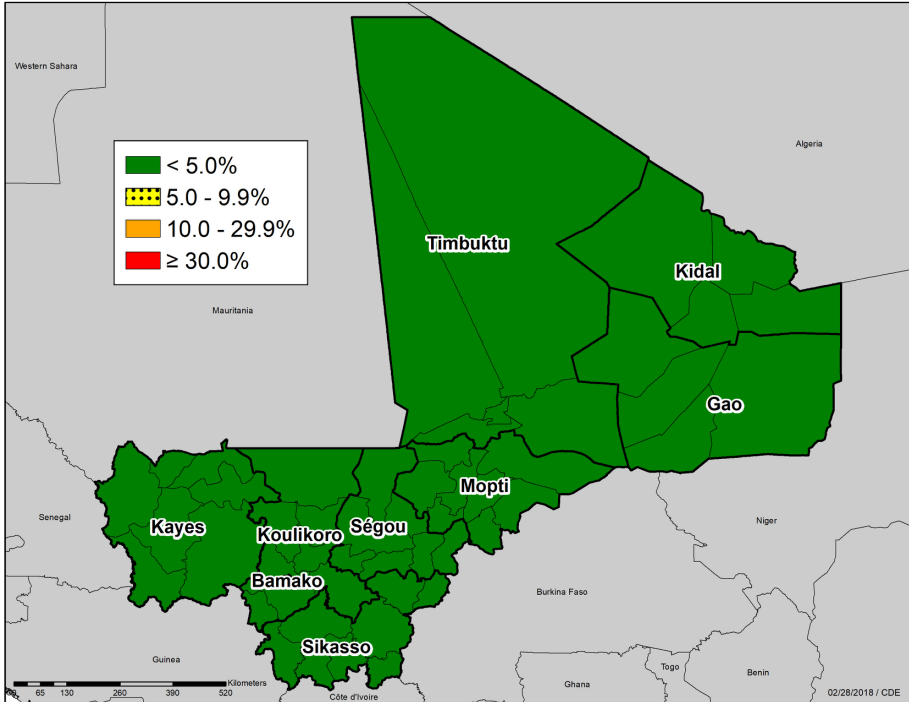 Western Sahara
Algeria
< 5.0%
5.0 - 9.9%
10.0 - 29.9%
≥ 30.0%
Timbuktu
Kidal
Mauritania
Gao
Mopti
Senegal
Kayes
Koulikoro
Ségou
Niger
Bamako
Burkina Faso
Sikasso
Guinea
Togo
Benin
Ghana
Kilometers
65 130 260 390 520
Côte d'Ivoire
02/28/2018 / CDE